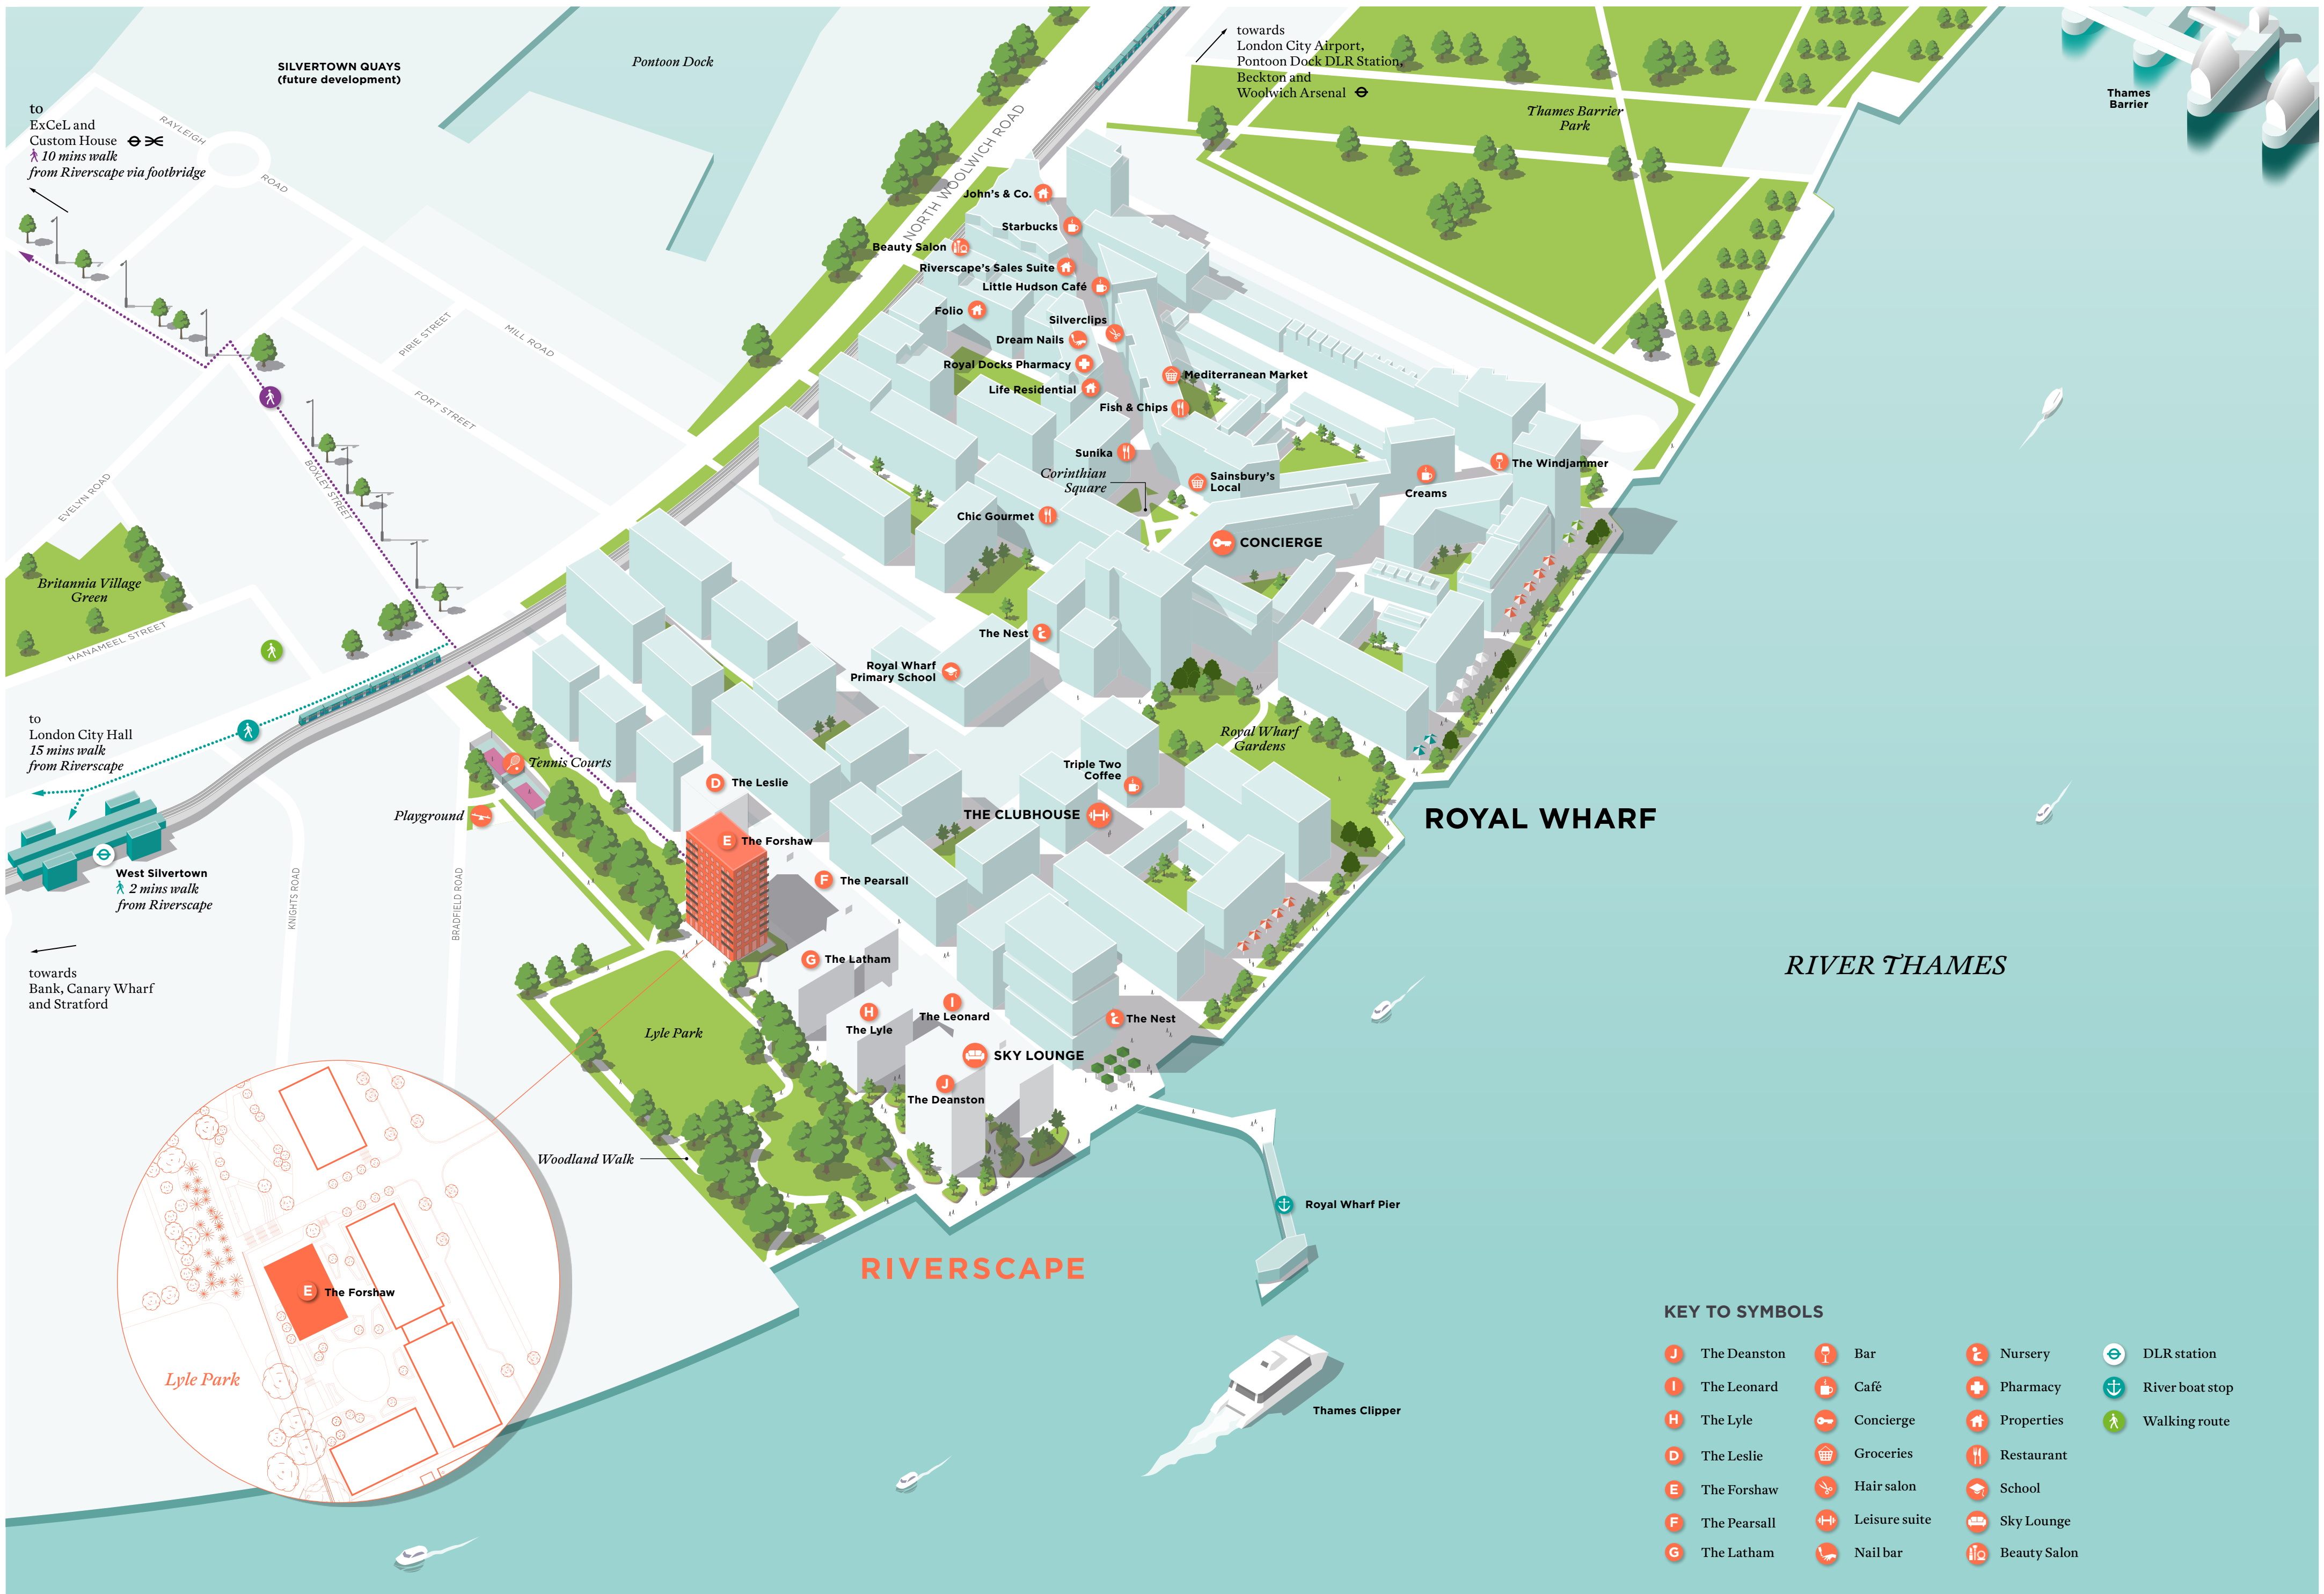 SILVERTOWN QUAYS
(future development)
Pontoon Dock
towards
London City Airport,
Pontoon Dock DLR Station,
Beckton and
Woolwich Arsenal
Thames Barrier
Park
Thames
Barrier
to
ExCeL and
Custom House
10 mins walk
from Riverscape via footbridge
RAYLEIGH
ROAD
NORTH WOOLWICH ROAD
PIRIE STREET
MILL ROAD
FORT STREET
EVELYN ROAD
BOXLEY STREET
John's & Co.
Starbucks
Beauty Salon
Riverscape's Sales Suite
Little Hudson Café
Folio
Silverclips
Dream Nails
Royal Docks Pharmacy
Mediterranean Market
Life Residential
Fish & Chips
Sunika
Corinthian
Square
Sainsbury's
Local
The Windjammer
Creams
Chic Gourmet
CONCIERGE
Britannia Village
Green
HANAMEEL STREET
The Nest
Royal Wharf
Primary School
to
London City Hall
15 mins walk
from Riverscape
Royal Wharf
Gardens
Tennis Courts
Triple Two
Coffee
D
The Leslie
Playground
THE CLUBHOUSE
ROYAL WHARF
E
The Forshaw
West Silvertown
2 mins walk
from Riverscape
KNIGHTS ROAD
BRADFIELD ROAD
F
The Pearsall
G
The Latham
towards
Bank, Canary Wharf
and Stratford
RIVER THAMES
H
The Lyle
I
The Leonard
The Nest
Lyle Park
SKY LOUNGE
J
The Deanston
Woodland Walk
Royal Wharf Pier
RIVERSCAPE
E
The Forshaw
Lyle Park
Thames Clipper
KEY TO SYMBOLS
J The Deanston
I The Leonard
H The Lyle
D The Leslie
E The Forshaw
F The Pearsall
G The Latham
Bar
Café
Concierge
Groceries
Hair salon
Leisure suite
Nail bar
Nursery
Pharmacy
Properties
Restaurant
School
Sky Lounge
Beauty Salon
DLR station
River boat stop
Walking route